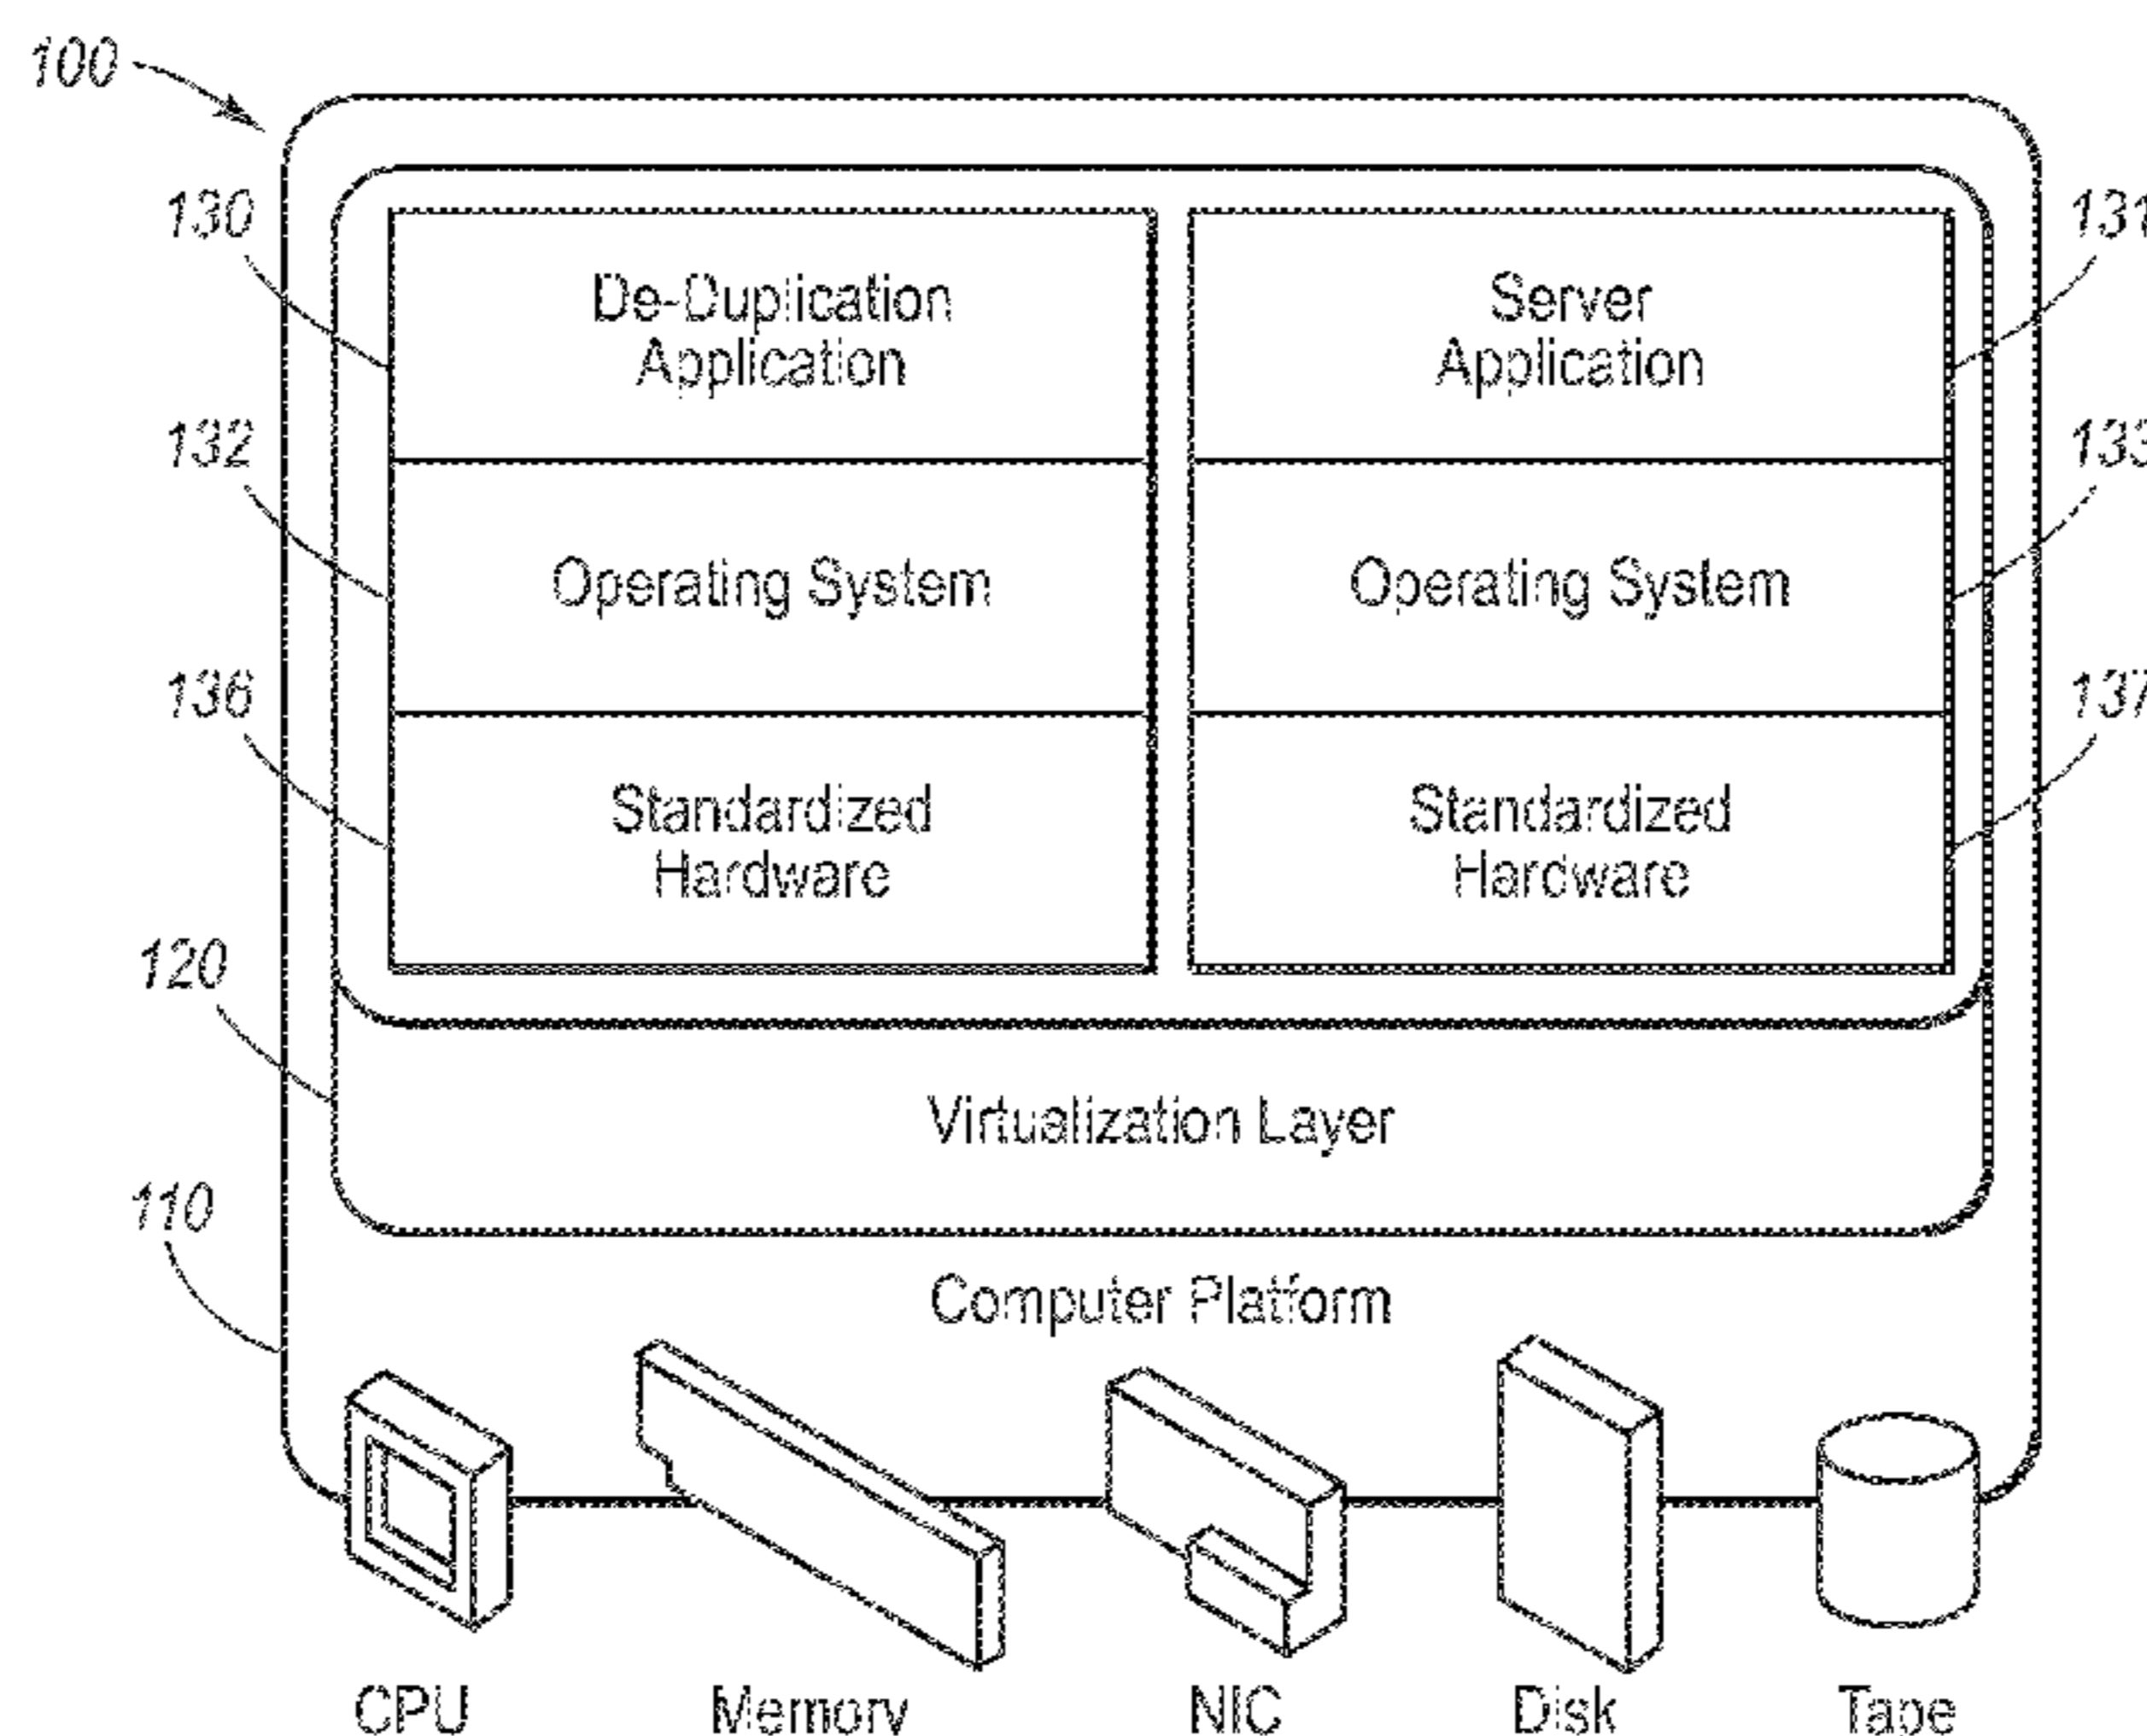 100
130
De-Duplication
Application
Server
Application
131
132
Operating System
Operating System
133
136
Standardized
Hardware
Standardized
Hardware
137
120
Virtualization Layer
110
Computer Platform
CPU
Memory
NIC
Disk
Tape